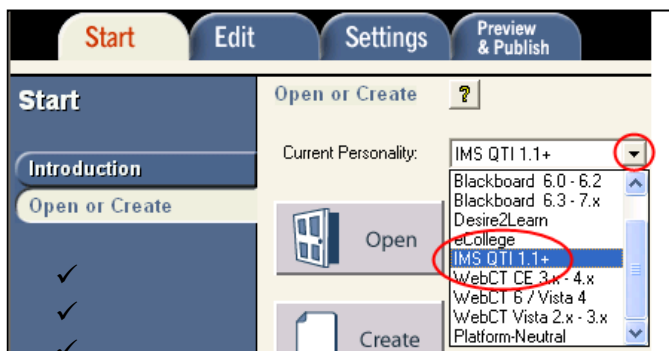 Start
Edit
Settings
Preview
& Publish
Start
Open or Create
?
Current Personality:
IMS QTI 1.1+
Introduction
Open or Create
Blackboard 6.0 - 6.2
Blackboard 6.3 - 7.x
Desire2Learn
eCollege
IMS QTI 1.1+
WebCT CE 3.x - 4.x
WebCT 6 / Vista 4
WebCT Vista 2.x - 3.x
Platform-Neutral
Open
Create